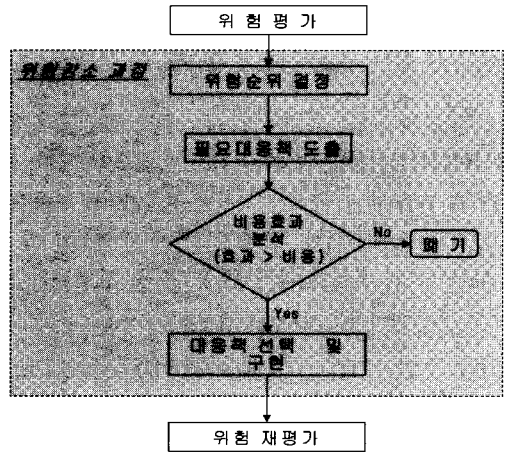 위 험 평 가
위험감소 과정
위험순위 결정
필요대응책 도출
비용효과
분석
(효과 > 비용)
No
폐 기
Yes
대응책 선택 및
구현
위험 재평가